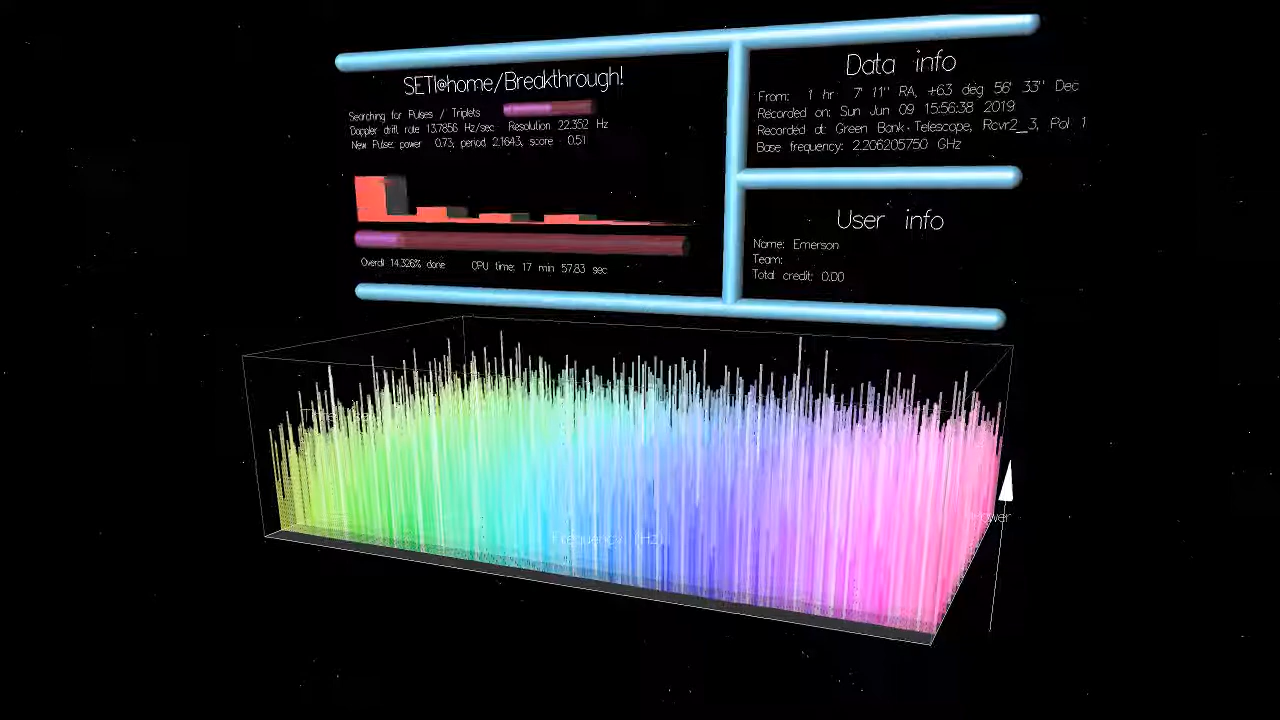 SETI@home/Breakthrough!
Searching for Pulses / Triplets
Doppler drift rate 13.7856 Hz/sec Resolution 22.352 Hz
New Pulse: power 0.73, period 2.1643, score 0.51
Overall 14.326% done CPU time: 17 min 57.83 sec
Data info
From: 1 hr 7' 11'' RA, +63 deg 56' 33'' Dec
Recorded on: Sun Jun 09 15:56:38 2019
Recorded at: Green Bank Telescope, Rcvr2_3, Pol 1
Base frequency: 2.206205750 GHz
User info
Name: Emerson
Team:
Total credit: 0.00
Power
Frequency (HZ)